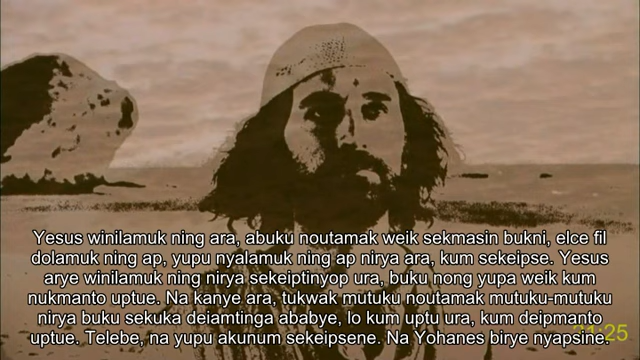 Yesus winilamuk ning ara, abuku noutamak weik sekmasin bukni, elce fil
dolamuk ning ap, yupu nyalamuk ning ap nirya ara, kum sekeipse. Yesus
arye winilamuk ning nirya sekeiptinyop ura, buku nong yupa weik kum
nukmanto uptue. Na kanye ara, tukwak mutuku noutamak mutuku-mutuku
nirya buku sekuka deiamtinga ababye, lo kum uptu ura, kum deipmanto
uptue. Telebe, na yupu akunum sekeipsene. Na Yohanes birye nyapsine.
21:25